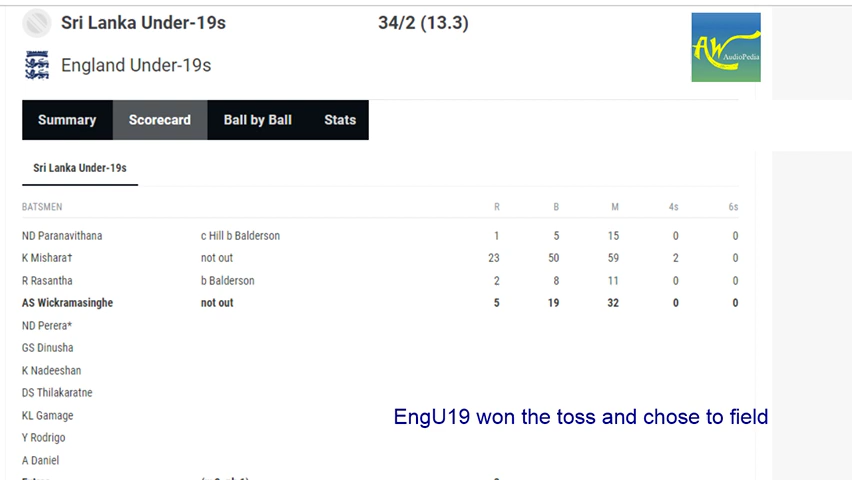 Sri Lanka Under-19s 34/2 (13.3)
England Under-19s
AW AudioPedia
Summary Scorecard Ball by Ball Stats
Sri Lanka Under-19s
BATSMEN R B M 4s 6s
ND Paranavithana c Hill b Balderson 1 5 15 0 0
K Mishara† not out 23 50 59 2 0
R Rasantha b Balderson 2 8 11 0 0
AS Wickramasinghe not out 5 19 32 0 0
ND Perera*
GS Dinusha
K Nadeeshan
DS Thilakaratne
KL Gamage
EngU19 won the toss and chose to field
Y Rodrigo
A Daniel